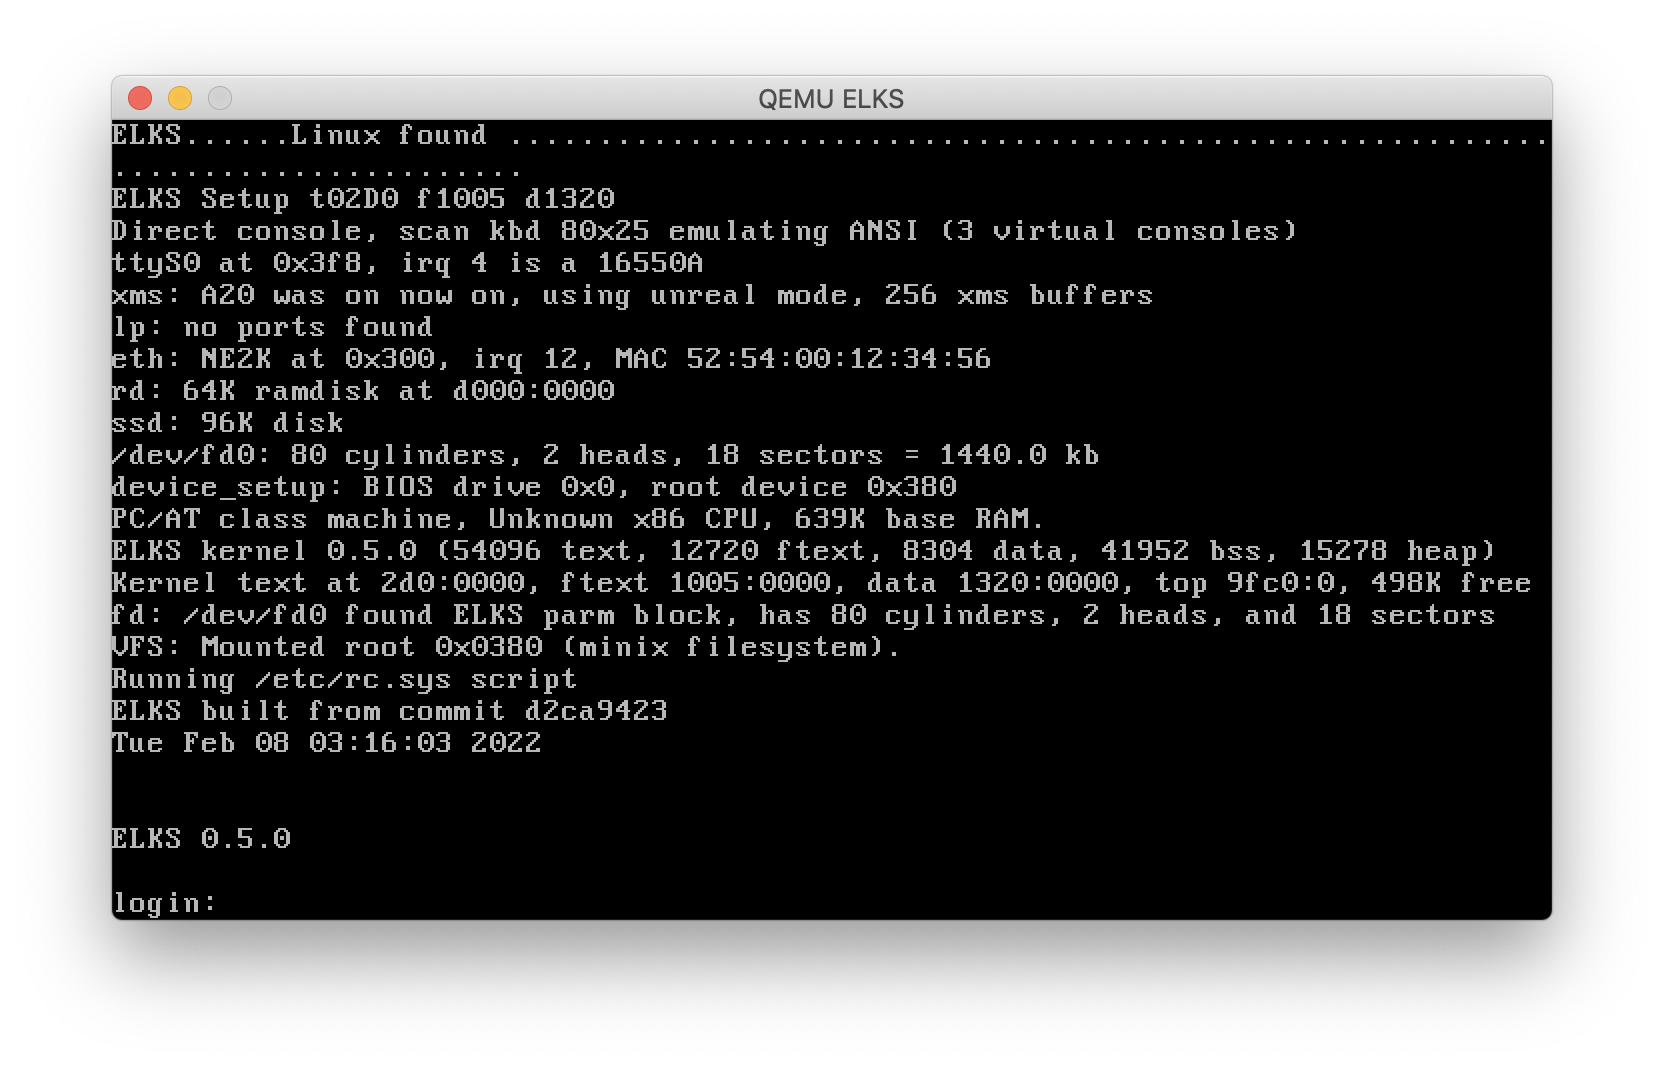 QEMU ELKS
ELKS......Linux found ..........................................................
.......................
ELKS Setup t02D0 f1005 d1320
Direct console, scan kbd 80x25 emulating ANSI (3 virtual consoles)
ttyS0 at 0x3f8, irq 4 is a 16550A
xms: A20 was on now on, using unreal mode, 256 xms buffers
lp: no ports found
eth: NE2K at 0x300, irq 12, MAC 52:54:00:12:34:56
rd: 64K ramdisk at d000:0000
ssd: 96K disk
/dev/fd0: 80 cylinders, 2 heads, 18 sectors = 1440.0 kb
device_setup: BIOS drive 0x0, root device 0x380
PC/AT class machine, Unknown x86 CPU, 639K base RAM.
ELKS kernel 0.5.0 (54096 text, 12720 ftext, 8304 data, 41952 bss, 15278 heap)
Kernel text at 2d0:0000, ftext 1005:0000, data 1320:0000, top 9fc0:0, 498K free
fd: /dev/fd0 found ELKS parm block, has 80 cylinders, 2 heads, and 18 sectors
VFS: Mounted root 0x0380 (minix filesystem).
Running /etc/rc.sys script
ELKS built from commit d2ca9423
Tue Feb 08 03:16:03 2022
ELKS 0.5.0
login: